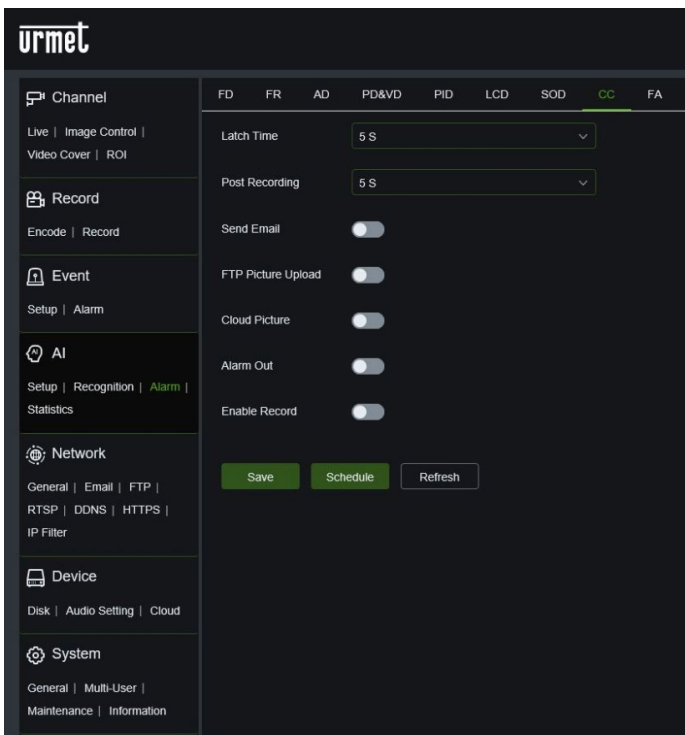 urmet
Channel
Live | Image Control |
Video Cover | ROI
Record
Encode | Record
Event
Setup | Alarm
AI
Setup | Recognition | Alarm |
Statistics
Network
General | Email | FTP |
RTSP | DDNS | HTTPS |
IP Filter
Device
Disk | Audio Setting | Cloud
System
General | Multi-User |
Maintenance | Information
FD FR AD PD&VD PID LCD SOD CC FA
Latch Time 5 S
Post Recording 5 S
Send Email
FTP Picture Upload
Cloud Picture
Alarm Out
Enable Record
Save Schedule Refresh